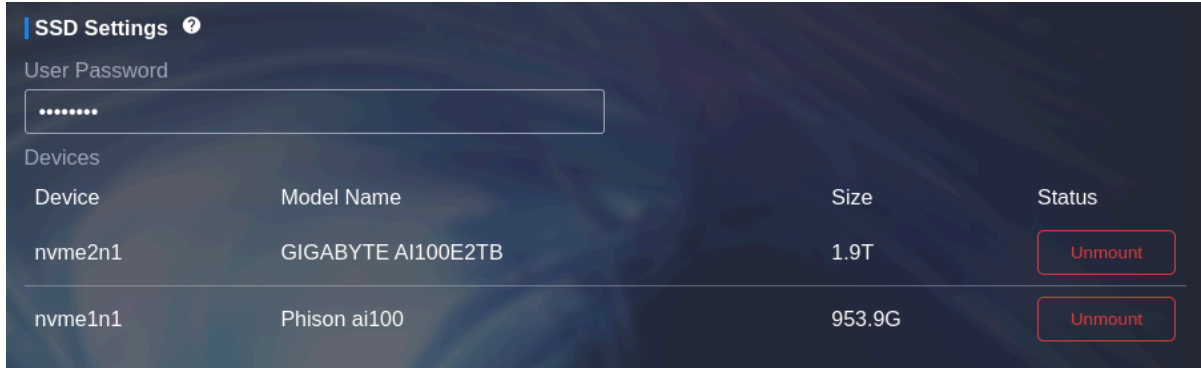 SSD Settings ?
User Password
••••••••
Devices
Device Model Name Size Status
nvme2n1 GIGABYTE AI100E2TB 1.9T Unmount
nvme1n1 Phison ai100 953.9G Unmount